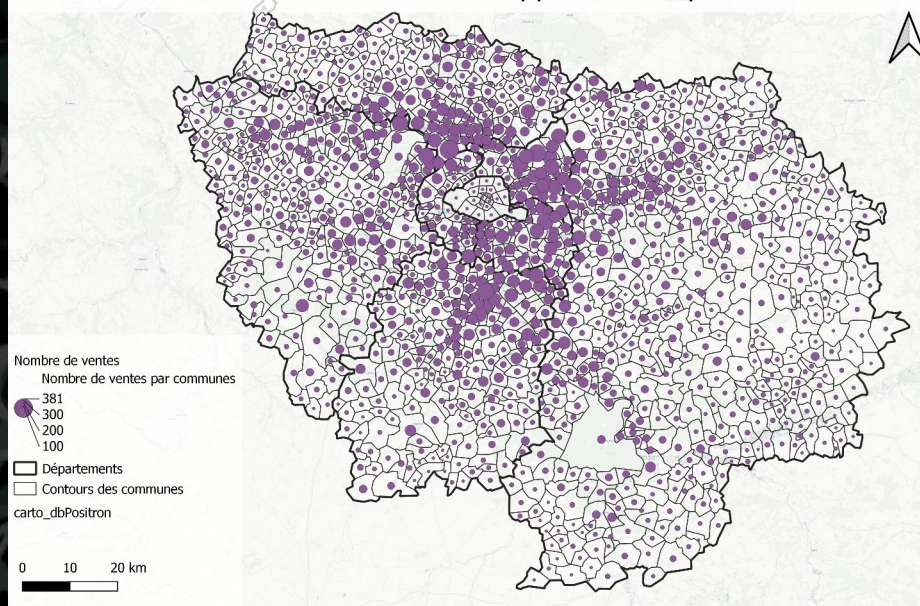 Nombre de ventes
Nombre de ventes par communes
381
300
200
100
Départements
Contours des communes
carto_dbPositron
0 10 20 km